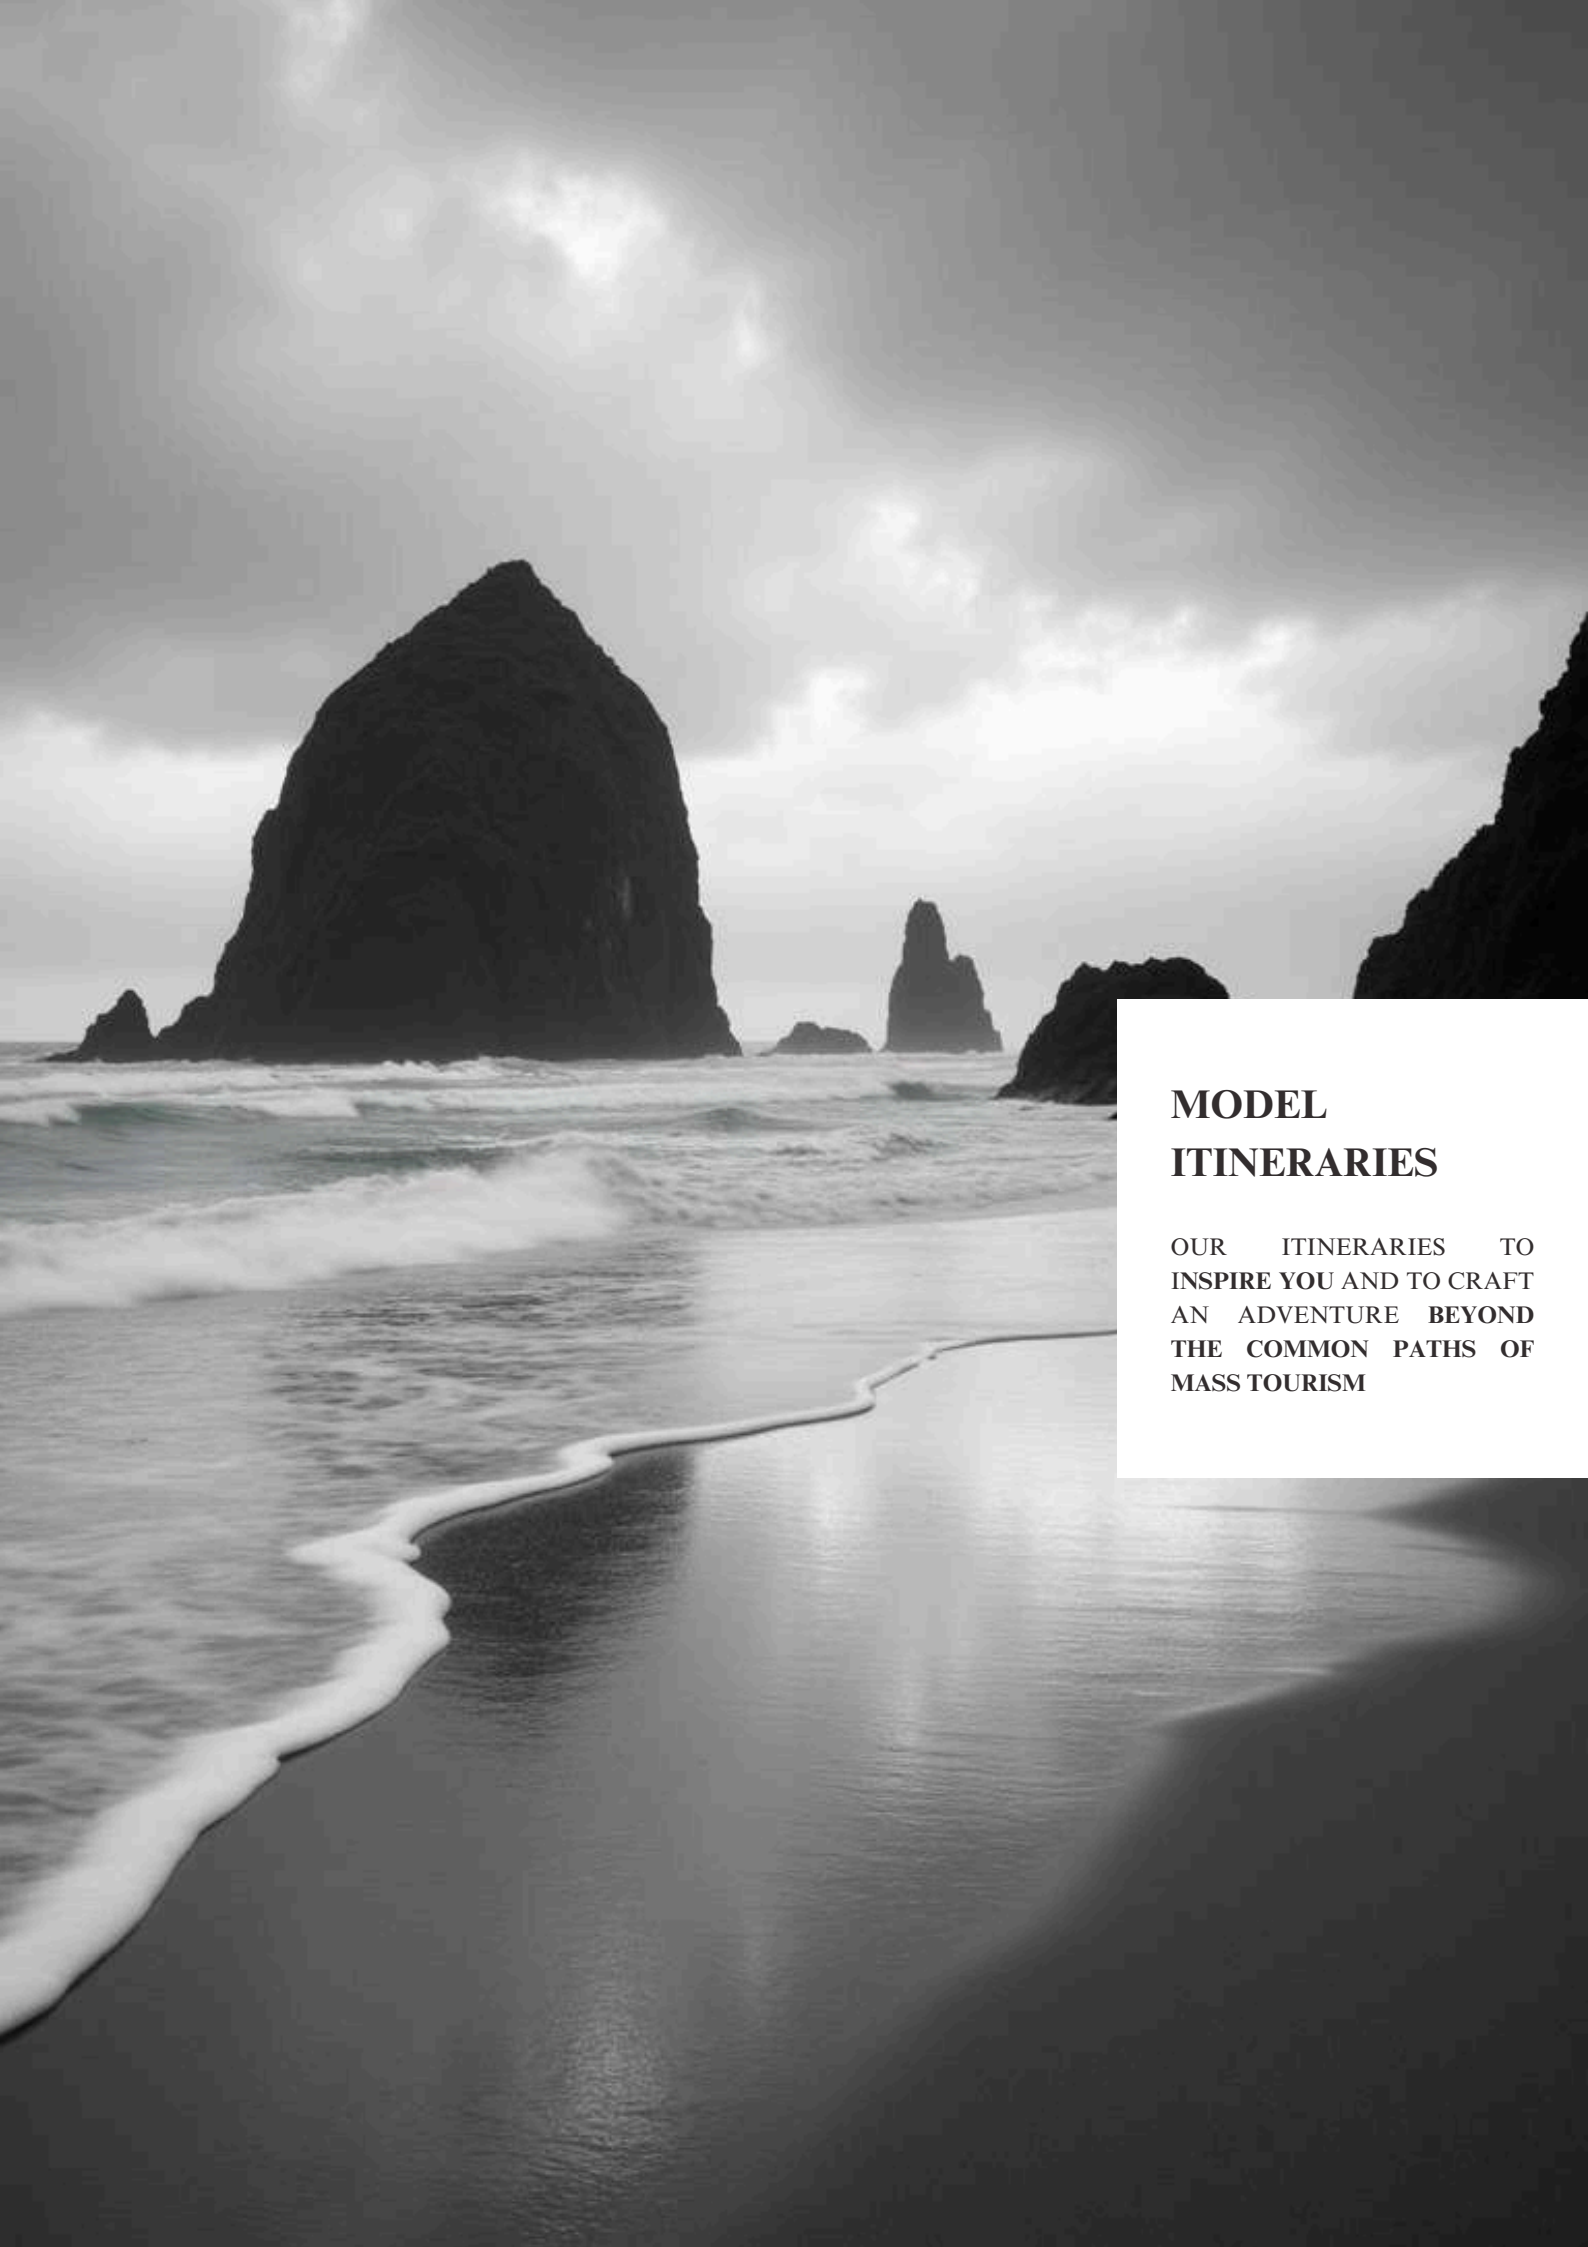 MODEL
ITINERARIES
OUR ITINERARIES TO
INSPIRE YOU AND TO CRAFT
AN ADVENTURE BEYOND
THE COMMON PATHS OF
MASS TOURISM